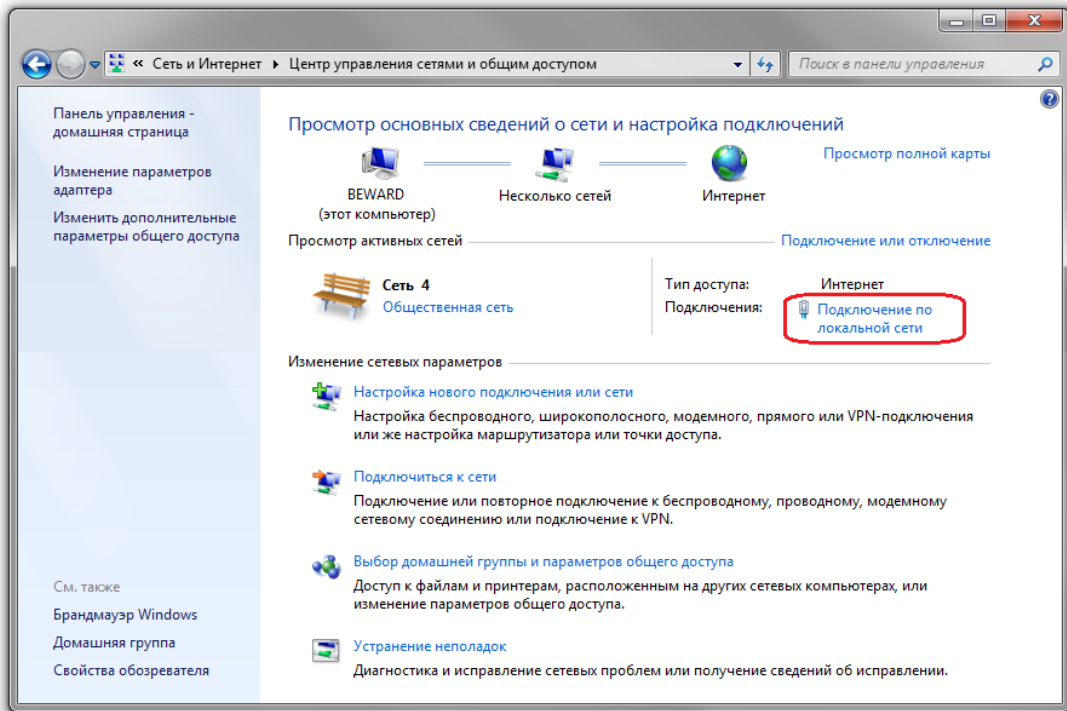 « Сеть и Интернет ▸ Центр управления сетями и общим доступом
Поиск в панели управления
Панель управления -
домашняя страница
Изменение параметров
адаптера
Изменить дополнительные
параметры общего доступа
Просмотр основных сведений о сети и настройка подключений
Просмотр полной карты
BEWARD
(этот компьютер)
Несколько сетей
Интернет
Просмотр активных сетей
Подключение или отключение
Сеть 4
Общественная сеть
Тип доступа: Интернет
Подключения: Подключение по
локальной сети
Изменение сетевых параметров
Настройка нового подключения или сети
Настройка беспроводного, широкополосного, модемного, прямого или VPN-подключения
или же настройка маршрутизатора или точки доступа.
Подключиться к сети
Подключение или повторное подключение к беспроводному, проводному, модемному
сетевому соединению или подключение к VPN.
Выбор домашней группы и параметров общего доступа
Доступ к файлам и принтерам, расположенным на других сетевых компьютерах, или
изменение параметров общего доступа.
Устранение неполадок
Диагностика и исправление сетевых проблем или получение сведений об исправлении.
См. также
Брандмауэр Windows
Домашняя группа
Свойства обозревателя